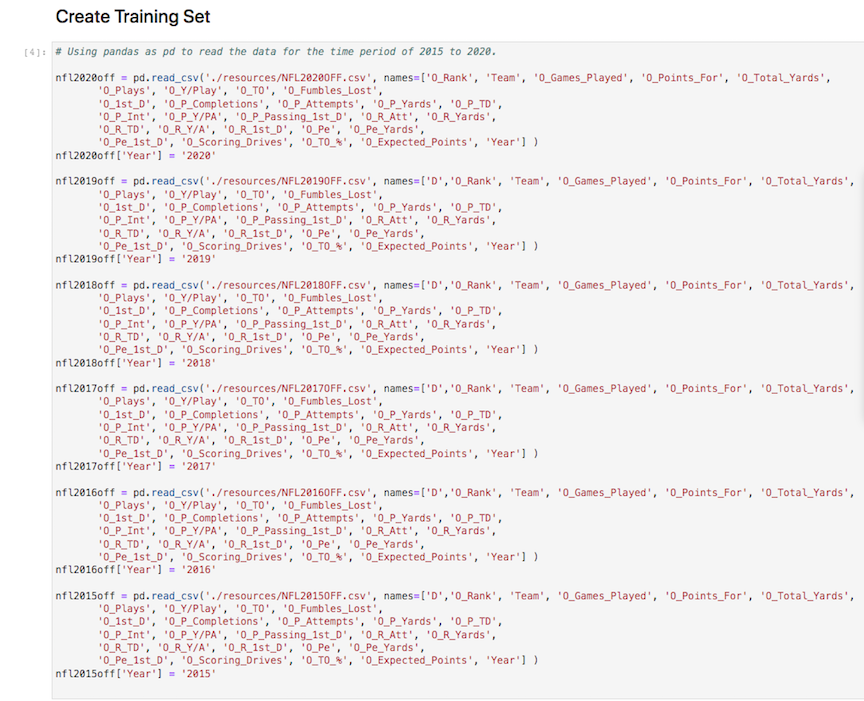 Create Training Set
[4]: # Using pandas as pd to read the data for the time period of 2015 to 2020.
nfl2020off = pd.read_csv('./resources/NFL2020OFF.csv', names=['O_Rank', 'Team', 'O_Games_Played', 'O_Points_For', 'O_Total_Yards',
'O_Plays', 'O_Y/Play', 'O_TO', 'O_Fumbles_Lost',
'O_1st_D', 'O_P_Completions', 'O_P_Attempts', 'O_P_Yards', 'O_P_TD',
'O_P_Int', 'O_P_Y/PA', 'O_P_Passing_1st_D', 'O_R_Att', 'O_R_Yards',
'O_R_TD', 'O_R_Y/A', 'O_R_1st_D', 'O_Pe', 'O_Pe_Yards',
'O_Pe_1st_D', 'O_Scoring_Drives', 'O_TO_%', 'O_Expected_Points', 'Year'] )
nfl2020off['Year'] = '2020'
nfl2019off = pd.read_csv('./resources/NFL2019OFF.csv', names=['D','O_Rank', 'Team', 'O_Games_Played', 'O_Points_For', 'O_Total_Yards',
'O_Plays', 'O_Y/Play', 'O_TO', 'O_Fumbles_Lost',
'O_1st_D', 'O_P_Completions', 'O_P_Attempts', 'O_P_Yards', 'O_P_TD',
'O_P_Int', 'O_P_Y/PA', 'O_P_Passing_1st_D', 'O_R_Att', 'O_R_Yards',
'O_R_TD', 'O_R_Y/A', 'O_R_1st_D', 'O_Pe', 'O_Pe_Yards',
'O_Pe_1st_D', 'O_Scoring_Drives', 'O_TO_%', 'O_Expected_Points', 'Year'] )
nfl2019off['Year'] = '2019'
nfl2018off = pd.read_csv('./resources/NFL2018OFF.csv', names=['D','O_Rank', 'Team', 'O_Games_Played', 'O_Points_For', 'O_Total_Yards',
'O_Plays', 'O_Y/Play', 'O_TO', 'O_Fumbles_Lost',
'O_1st_D', 'O_P_Completions', 'O_P_Attempts', 'O_P_Yards', 'O_P_TD',
'O_P_Int', 'O_P_Y/PA', 'O_P_Passing_1st_D', 'O_R_Att', 'O_R_Yards',
'O_R_TD', 'O_R_Y/A', 'O_R_1st_D', 'O_Pe', 'O_Pe_Yards',
'O_Pe_1st_D', 'O_Scoring_Drives', 'O_TO_%', 'O_Expected_Points', 'Year'] )
nfl2018off['Year'] = '2018'
nfl2017off = pd.read_csv('./resources/NFL2017OFF.csv', names=['D','O_Rank', 'Team', 'O_Games_Played', 'O_Points_For', 'O_Total_Yards',
'O_Plays', 'O_Y/Play', 'O_TO', 'O_Fumbles_Lost',
'O_1st_D', 'O_P_Completions', 'O_P_Attempts', 'O_P_Yards', 'O_P_TD',
'O_P_Int', 'O_P_Y/PA', 'O_P_Passing_1st_D', 'O_R_Att', 'O_R_Yards',
'O_R_TD', 'O_R_Y/A', 'O_R_1st_D', 'O_Pe', 'O_Pe_Yards',
'O_Pe_1st_D', 'O_Scoring_Drives', 'O_TO_%', 'O_Expected_Points', 'Year'] )
nfl2017off['Year'] = '2017'
nfl2016off = pd.read_csv('./resources/NFL2016OFF.csv', names=['D','O_Rank', 'Team', 'O_Games_Played', 'O_Points_For', 'O_Total_Yards',
'O_Plays', 'O_Y/Play', 'O_TO', 'O_Fumbles_Lost',
'O_1st_D', 'O_P_Completions', 'O_P_Attempts', 'O_P_Yards', 'O_P_TD',
'O_P_Int', 'O_P_Y/PA', 'O_P_Passing_1st_D', 'O_R_Att', 'O_R_Yards',
'O_R_TD', 'O_R_Y/A', 'O_R_1st_D', 'O_Pe', 'O_Pe_Yards',
'O_Pe_1st_D', 'O_Scoring_Drives', 'O_TO_%', 'O_Expected_Points', 'Year'] )
nfl2016off['Year'] = '2016'
nfl2015off = pd.read_csv('./resources/NFL2015OFF.csv', names=['D','O_Rank', 'Team', 'O_Games_Played', 'O_Points_For', 'O_Total_Yards',
'O_Plays', 'O_Y/Play', 'O_TO', 'O_Fumbles_Lost',
'O_1st_D', 'O_P_Completions', 'O_P_Attempts', 'O_P_Yards', 'O_P_TD',
'O_P_Int', 'O_P_Y/PA', 'O_P_Passing_1st_D', 'O_R_Att', 'O_R_Yards',
'O_R_TD', 'O_R_Y/A', 'O_R_1st_D', 'O_Pe', 'O_Pe_Yards',
'O_Pe_1st_D', 'O_Scoring_Drives', 'O_TO_%', 'O_Expected_Points', 'Year'] )
nfl2015off['Year'] = '2015'